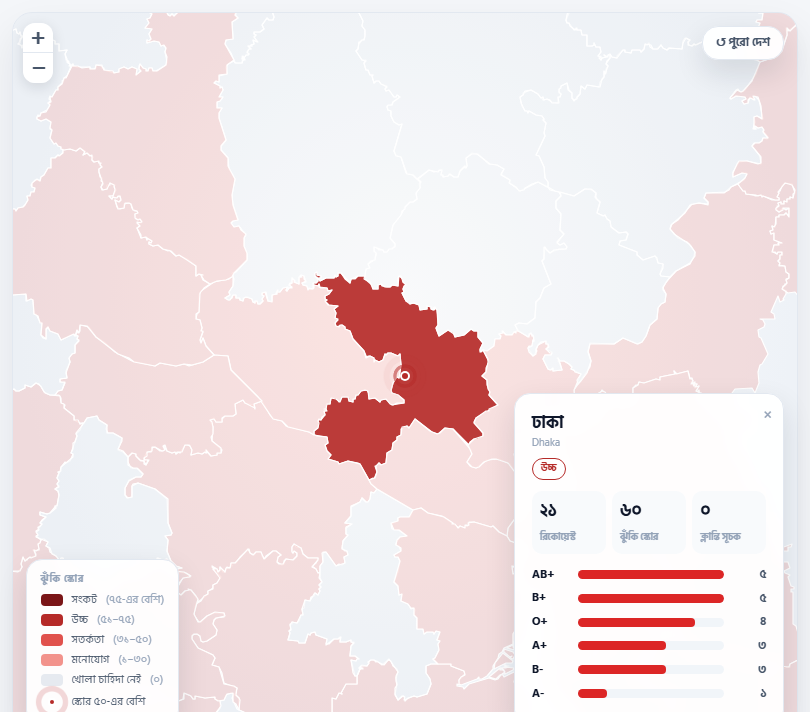 +
−
↺ পুরো দেশ
ঢাকা
×
Dhaka
উচ্চ
২১ ৬০ ০
রিকোয়েস্ট ঝুঁকি স্কোর ক্লান্তি সূচক
AB+ ৫
B+ ৫
O+ ৪
A+ ৩
B- ৩
A- ১
ঝুঁকি স্কোর
সংকট (৭৫-এর বেশি)
উচ্চ (৫১–৭৫)
সতর্কতা (৩১–৫০)
মনোযোগ (১–৩০)
খোলা চাহিদা নেই (০)
স্কোর ৫০-এর বেশি